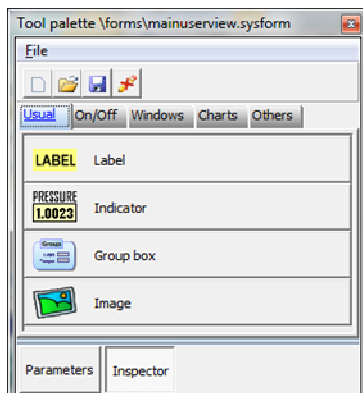 Tool palette \forms\mainuserview.sysform
File
Usual On/Off Windows Charts Others
LABEL Label
PRESSURE
1.0023 Indicator
Group
Group box
Image
Parameters Inspector